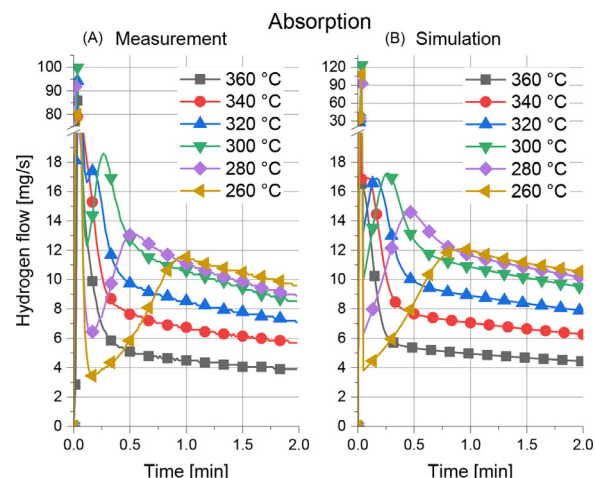 Absorption
(A) Measurement
(B) Simulation
Hydrogen flow [mg/s]
100
90
80
18
16
14
12
10
8
6
4
2
0
0.0
0.5
1.0
1.5
2.0
Time [min]
360 °C
340 °C
320 °C
300 °C
280 °C
260 °C
120
90
60
30
18
16
14
12
10
8
6
4
2
0
0.0
0.5
1.0
1.5
2.0
Time [min]
360 °C
340 °C
320 °C
300 °C
280 °C
260 °C